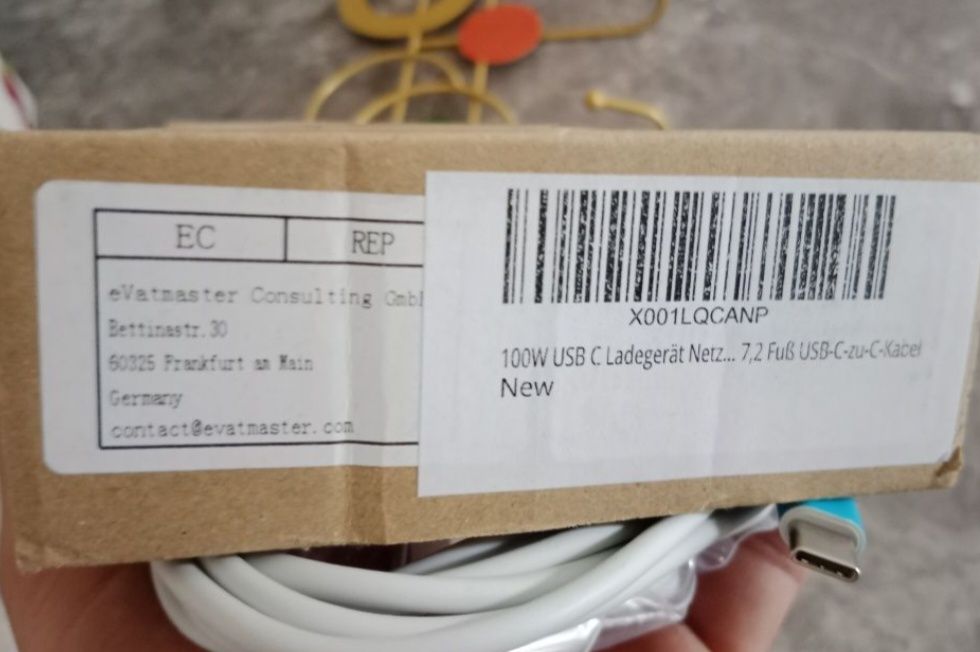 EC REP
eVatmaster Consulting Gmb
Bettinastr.30
60325 Frankfurt am Main
Germany
contact@evatmaster.com
X001LQCANP
100W USB C Ladegerät Netz... 7,2 Fuß USB-C-zu-C-Kabel
New